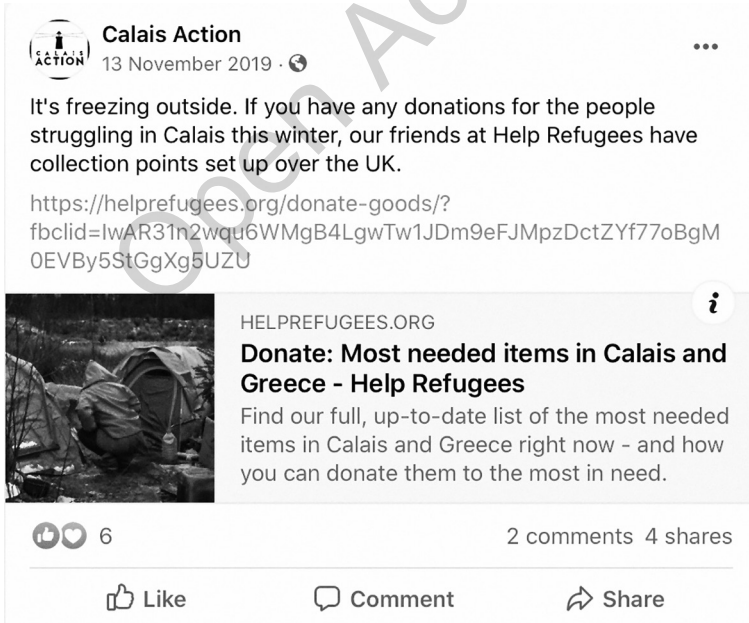 Calais Action
CALAIS
ACTION
13 November 2019 ·
It's freezing outside. If you have any donations for the people
struggling in Calais this winter, our friends at Help Refugees have
collection points set up over the UK.
https://helprefugees.org/donate-goods/?
fbclid=IwAR31n2wqu6WMgB4LgwTw1JDm9eFJMpzDctZYf77oBgM
0EVBy5StGgXg5UZU
HELPREFUGEES.ORG
Donate: Most needed items in Calais and
Greece - Help Refugees
Find our full, up-to-date list of the most needed
items in Calais and Greece right now - and how
you can donate them to the most in need.
6
2 comments 4 shares
Like
Comment
Share
Open Ac